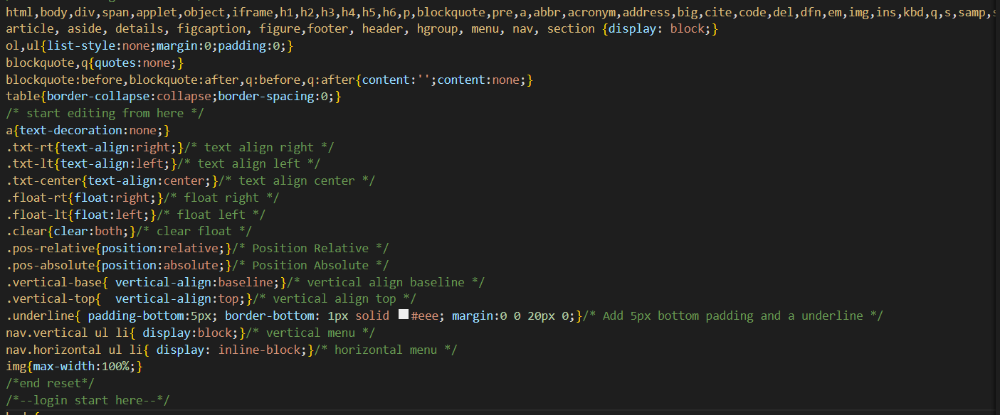 html,body,div,span,applet,object,iframe,h1,h2,h3,h4,h5,h6,p,blockquote,pre,a,abbr,acronym,address,big,cite,code,del,dfn,em,img,ins,kbd,q,s,samp,
article, aside, details, figcaption, figure,footer, header, hgroup, menu, nav, section {display: block;}
ol,ul{list-style:none;margin:0;padding:0;}
blockquote,q{quotes:none;}
blockquote:before,blockquote:after,q:before,q:after{content:'';content:none;}
table{border-collapse:collapse;border-spacing:0;}
/* start editing from here */
a{text-decoration:none;}
.txt-rt{text-align:right;}/* text align right */
.txt-lt{text-align:left;}/* text align left */
.txt-center{text-align:center;}/* text align center */
.float-rt{float:right;}/* float right */
.float-lt{float:left;}/* float left */
.clear{clear:both;}/* clear float */
.pos-relative{position:relative;}/* Position Relative */
.pos-absolute{position:absolute;}/* Position Absolute */
.vertical-base{ vertical-align:baseline;}/* vertical align baseline */
.vertical-top{  vertical-align:top;}/* vertical align top */
.underline{ padding-bottom:5px; border-bottom: 1px solid #eee; margin:0 0 20px 0;}/* Add 5px bottom padding and a underline */
nav.vertical ul li{ display:block;}/* vertical menu */
nav.horizontal ul li{ display: inline-block;}/* horizontal menu */
img{max-width:100%;}
/*end reset*/
/*--login start here--*/